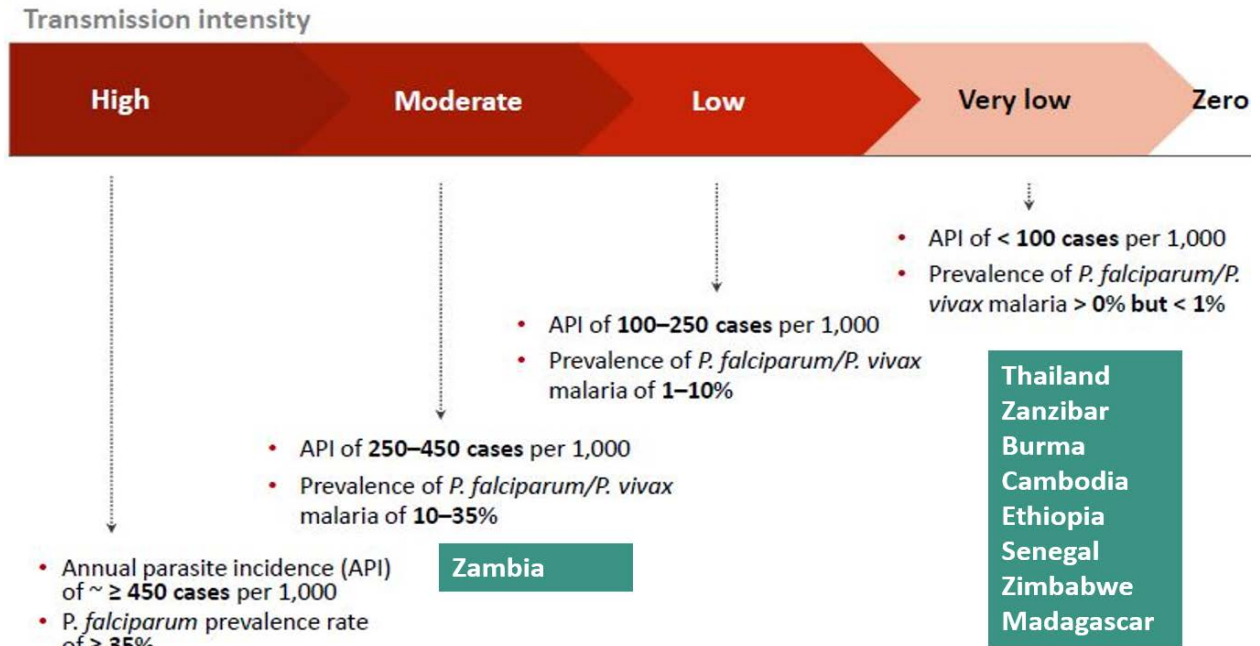 Transmission intensity
High
Moderate
Low
Very low
Zero
• API of < 100 cases per 1,000
• Prevalence of P. falciparum/P.
vivax malaria > 0% but < 1%
• API of 100–250 cases per 1,000
• Prevalence of P. falciparum/P. vivax
malaria of 1–10%
Thailand
Zanzibar
Burma
Cambodia
Ethiopia
Senegal
Zimbabwe
Madagascar
• API of 250–450 cases per 1,000
• Prevalence of P. falciparum/P. vivax
malaria of 10–35%
Zambia
• Annual parasite incidence (API)
of ~ ≥ 450 cases per 1,000
• P. falciparum prevalence rate
of ≥ 35%